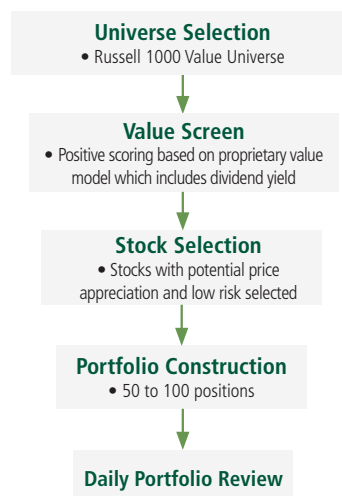 Universe Selection
• Russell 1000 Value Universe
Value Screen
• Positive scoring based on proprietary value
model which includes dividend yield
Stock Selection
• Stocks with potential price
appreciation and low risk selected
Portfolio Construction
• 50 to 100 positions
Daily Portfolio Review